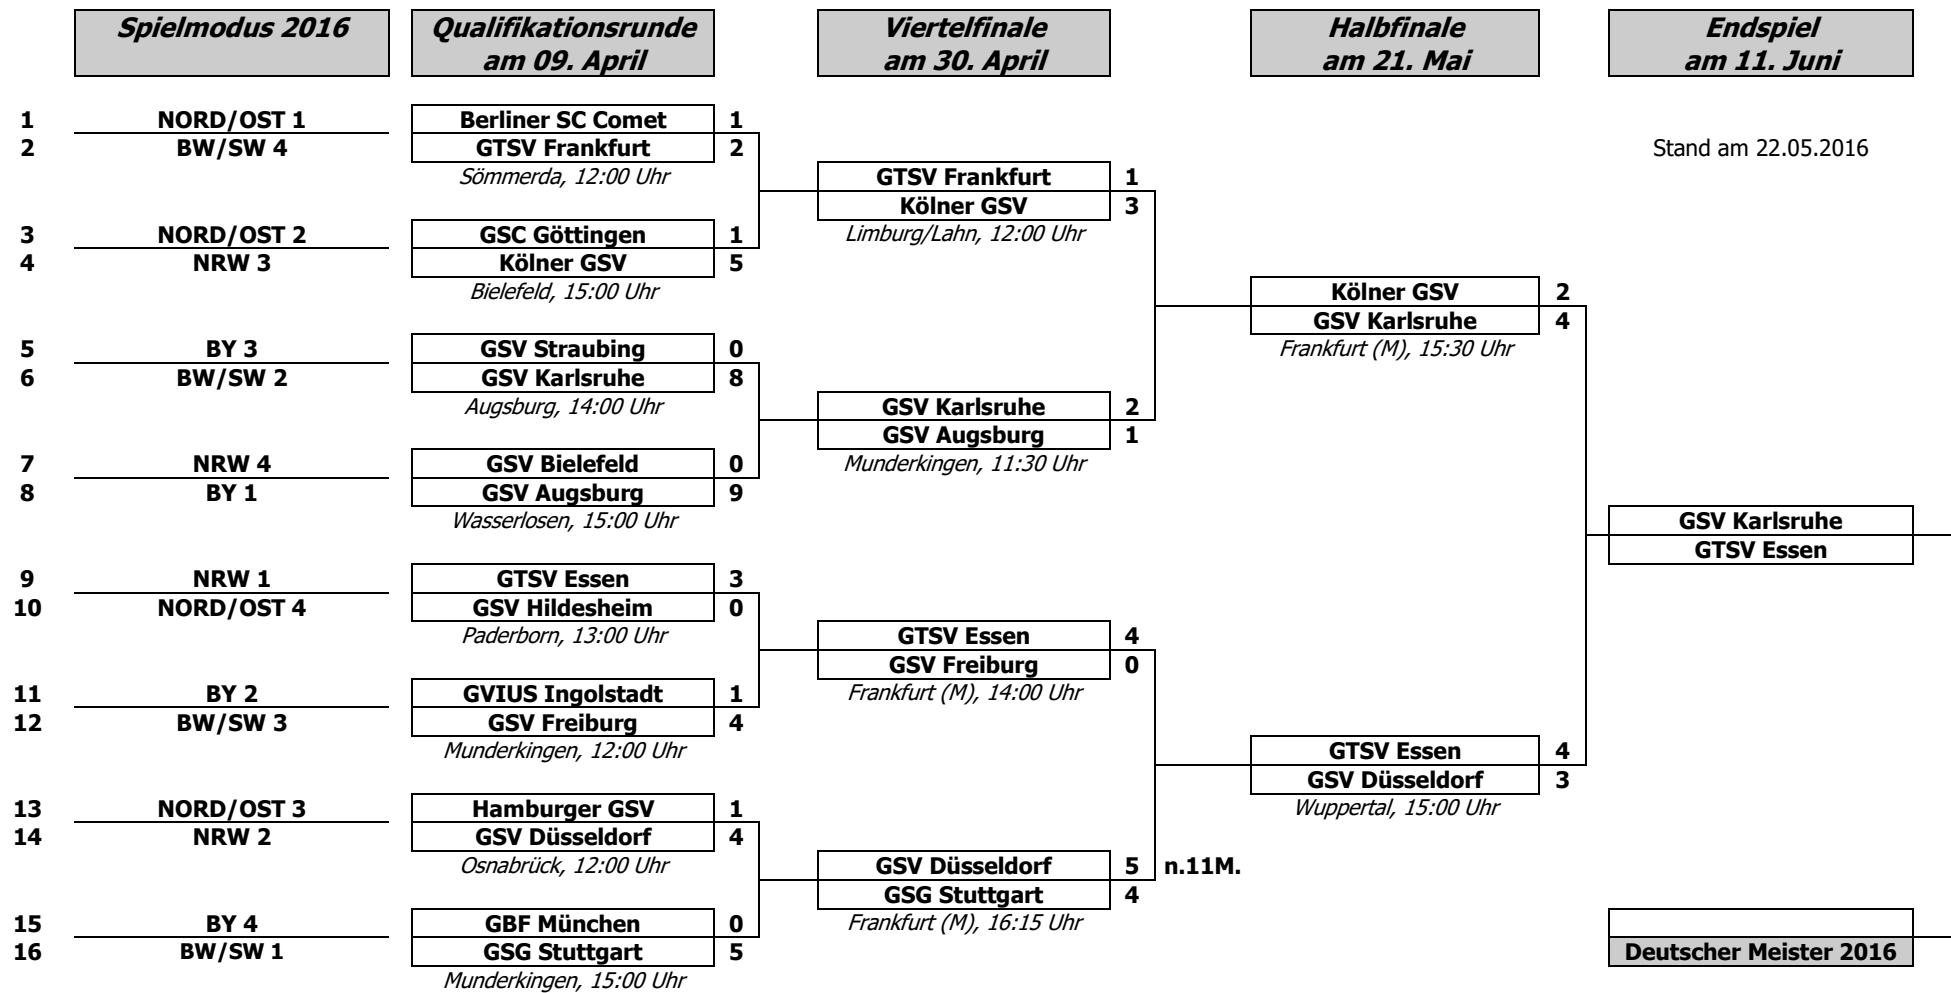 Spielmodus 2016
Qualifikationsrunde
am 09. April
Viertelfinale
am 30. April
Halbfinale
am 21. Mai
Endspiel
am 11. Juni
1 NORD/OST 1 Berliner SC Comet 1
2 BW/SW 4 GTSV Frankfurt 2 Stand am 22.05.2016
Sömmerda, 12:00 Uhr GTSV Frankfurt 1
Kölner GSV 3
3 NORD/OST 2 GSC Göttingen 1 Limburg/Lahn, 12:00 Uhr
4 NRW 3 Kölner GSV 5
Bielefeld, 15:00 Uhr Kölner GSV 2
GSV Karlsruhe 4
5 BY 3 GSV Straubing 0 Frankfurt (M), 15:30 Uhr
6 BW/SW 2 GSV Karlsruhe 8
Augsburg, 14:00 Uhr GSV Karlsruhe 2
GSV Augsburg 1
7 NRW 4 GSV Bielefeld 0 Munderkingen, 11:30 Uhr
8 BY 1 GSV Augsburg 9
Wasserlosen, 15:00 Uhr GSV Karlsruhe
GTSV Essen
9 NRW 1 GTSV Essen 3
10 NORD/OST 4 GSV Hildesheim 0
Paderborn, 13:00 Uhr GTSV Essen 4
GSV Freiburg 0
11 BY 2 GVIUS Ingolstadt 1 Frankfurt (M), 14:00 Uhr
12 BW/SW 3 GSV Freiburg 4
Munderkingen, 12:00 Uhr GTSV Essen 4
GSV Düsseldorf 3
13 NORD/OST 3 Hamburger GSV 1 Wuppertal, 15:00 Uhr
14 NRW 2 GSV Düsseldorf 4
Osnabrück, 12:00 Uhr GSV Düsseldorf 5 n.11M.
GSG Stuttgart 4
15 BY 4 GBF München 0 Frankfurt (M), 16:15 Uhr
16 BW/SW 1 GSG Stuttgart 5 Deutscher Meister 2016
Munderkingen, 15:00 Uhr